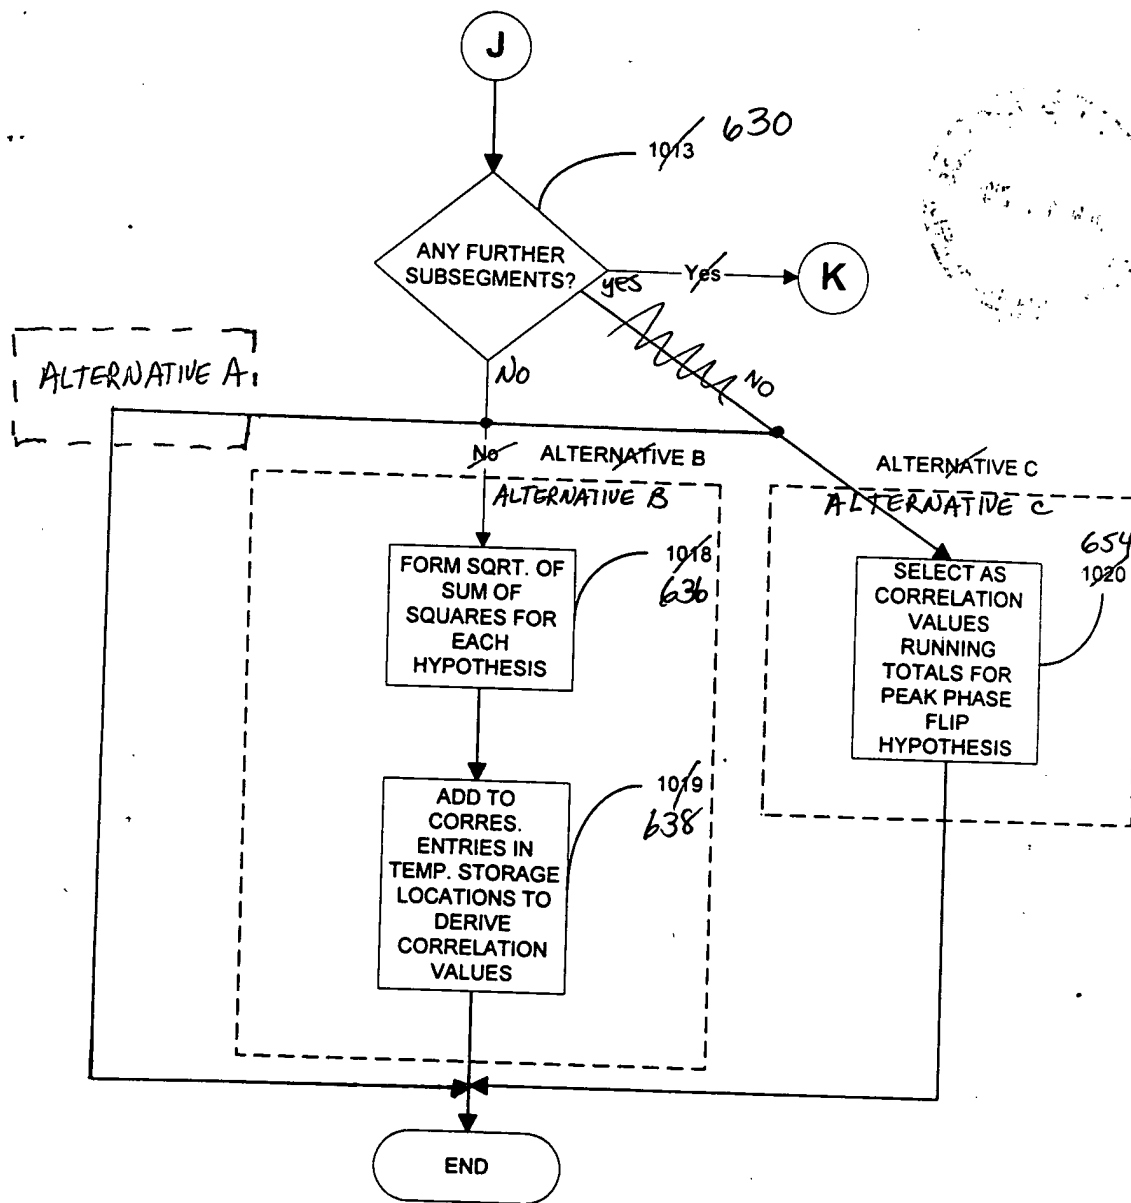 J
1013 630
ANY FURTHER
SUBSEGMENTS?
yes
Yes
K
ALTERNATIVE A
No
NO
No
ALTERNATIVE B
ALTERNATIVE C
ALTERNATIVE B
ALTERNATIVE C
FORM SQRT. OF
SUM OF
SQUARES FOR
EACH
HYPOTHESIS
1018
636
654
1020
SELECT AS
CORRELATION
VALUES
RUNNING
TOTALS FOR
PEAK PHASE
FLIP
HYPOTHESIS
ADD TO
CORRES.
ENTRIES IN
TEMP. STORAGE
LOCATIONS TO
DERIVE
CORRELATION
VALUES
1019
638
END